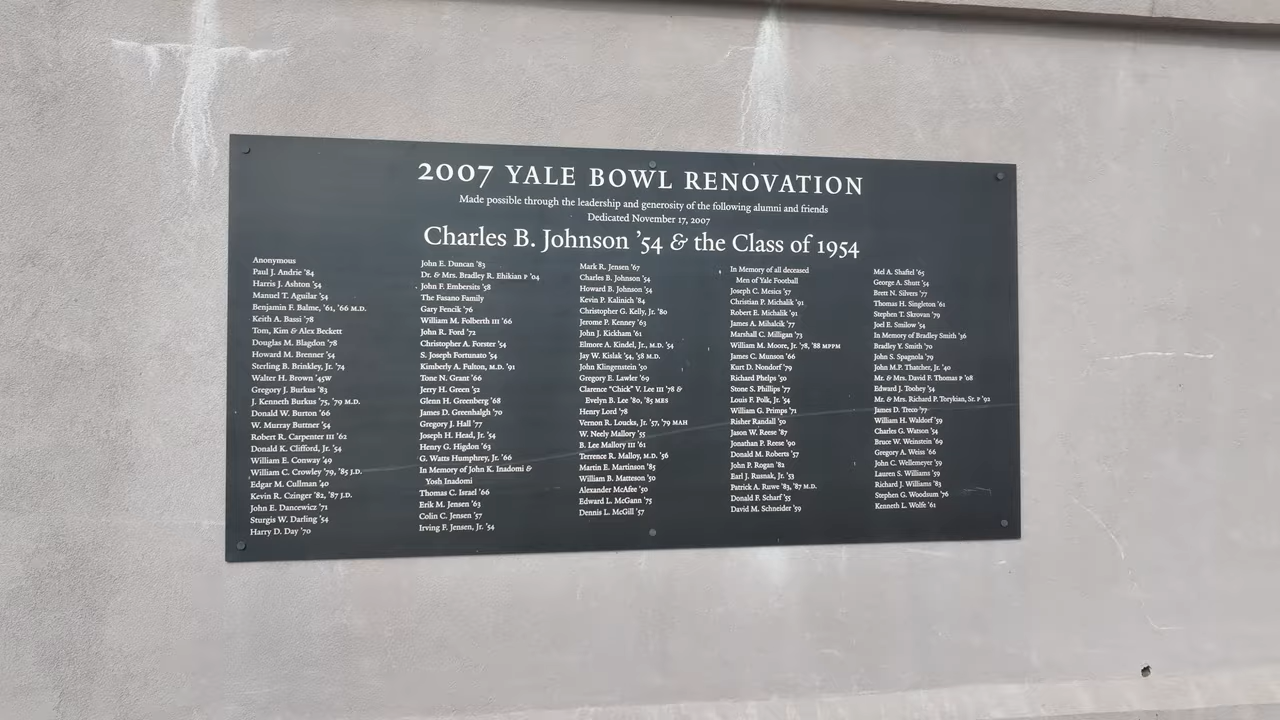 2007 YALE BOWL RENOVATION
Made possible through the leadership and generosity of the following alumni and friends
Dedicated November 17, 2007
Charles B. Johnson '54 & the Class of 1954
Anonymous
Paul J. Andrie '84
Harris J. Ashton '54
Manuel T. Aguilar '54
Benjamin F. Balme, '61, '66 M.D.
Keith A. Bassi '78
Tom, Kim & Alex Beckett
Douglas M. Blagdon '78
Howard M. Brenner '54
Sterling B. Brinkley, Jr. '74
Walter H. Brown '45W
Gregory J. Burkus '83
J. Kenneth Burkus '75, '79 M.D.
Donald W. Burton '66
W. Murray Buttner '54
Robert R. Carpenter III '62
Donald K. Clifford, Jr. '54
William E. Conway '49
William C. Crowley '79, '85 J.D.
Edgar M. Cullman '40
Kevin R. Czinger '82, '87 J.D.
John E. Dancewicz '71
Sturgis W. Darling '54
Harry D. Day '70
John E. Duncan '83
Dr. & Mrs. Bradley R. Ehikian P '04
John F. Embersits '58
The Fasano Family
Gary Fencik '76
William M. Folberth III '66
John R. Ford '72
Christopher A. Forster '54
S. Joseph Fortunato '54
Kimberly A. Fulton, M.D. '91
Tone N. Grant '66
Jerry H. Green '52
Glenn H. Greenberg '68
James D. Greenhalgh '70
Gregory J. Hall '77
Joseph H. Head, Jr. '54
Henry G. Higdon '63
G. Watts Humphrey, Jr. '66
In Memory of John K. Inadomi &
Yosh Inadomi
Thomas C. Israel '66
Erik M. Jensen '63
Colin C. Jensen '57
Irving F. Jensen, Jr. '54
Mark R. Jensen '67
Charles B. Johnson '54
Howard B. Johnson '54
Kevin P. Kalinich '84
Christopher G. Kelly, Jr. '80
Jerome P. Kenney '63
John J. Kickham '61
Elmore A. Kindel, Jr., M.D. '54
Jay W. Kislak '54, '58 M.D.
John Klingenstein '50
Gregory E. Lawler '69
Clarence "Chick" V. Lee III '78 &
Evelyn B. Lee '80, '85 MES
Henry Lord '78
Vernon R. Loucks, Jr. '57, '79 MAH
W. Neely Mallory '55
B. Lee Mallory III '61
Terrence R. Malloy, M.D. '56
Martin E. Martinson '85
William B. Matteson '50
Alexander McAfee '50
Edward L. McGann '75
Dennis L. McGill '57
In Memory of all deceased
Men of Yale Football
Joseph C. Mesics '57
Christian P. Michalik '91
Robert E. Michalik '91
James A. Mihalcik '77
Marshall C. Milligan '73
William M. Moore, Jr. '78, '88 MPPM
James C. Munson '66
Kurt D. Nondorf '79
Richard Phelps '50
Stone S. Phillips '77
Louis F. Polk, Jr. '54
William G. Primps '71
Risher Randall '50
Jason W. Reese '87
Jonathan P. Reese '90
Donald M. Roberts '57
John P. Rogan '82
Earl J. Rusnak, Jr. '53
Patrick A. Ruwe '83, '87 M.D.
Donald F. Scharf '55
David M. Schneider '59
Mel A. Shaftel '65
George A. Shutt '54
Brett N. Silvers '77
Thomas H. Singleton '61
Stephen T. Skrovan '79
Joel E. Smilow '54
In Memory of Bradley Smith '36
Bradley Y. Smith '70
John S. Spagnola '79
John M.P. Thatcher, Jr. '40
Mr. & Mrs. David F. Thomas P '08
Edward J. Toohey '54
Mr. & Mrs. Richard P. Torykian, Sr. P '92
James D. Treco '77
William H. Waldorf '59
Charles G. Watson '54
Bruce W. Weinstein '69
Gregory A. Weiss '66
John C. Wellemeyer '59
Lauren S. Williams '59
Richard J. Williams '83
Stephen G. Woodsum '76
Kenneth L. Wolfe '61